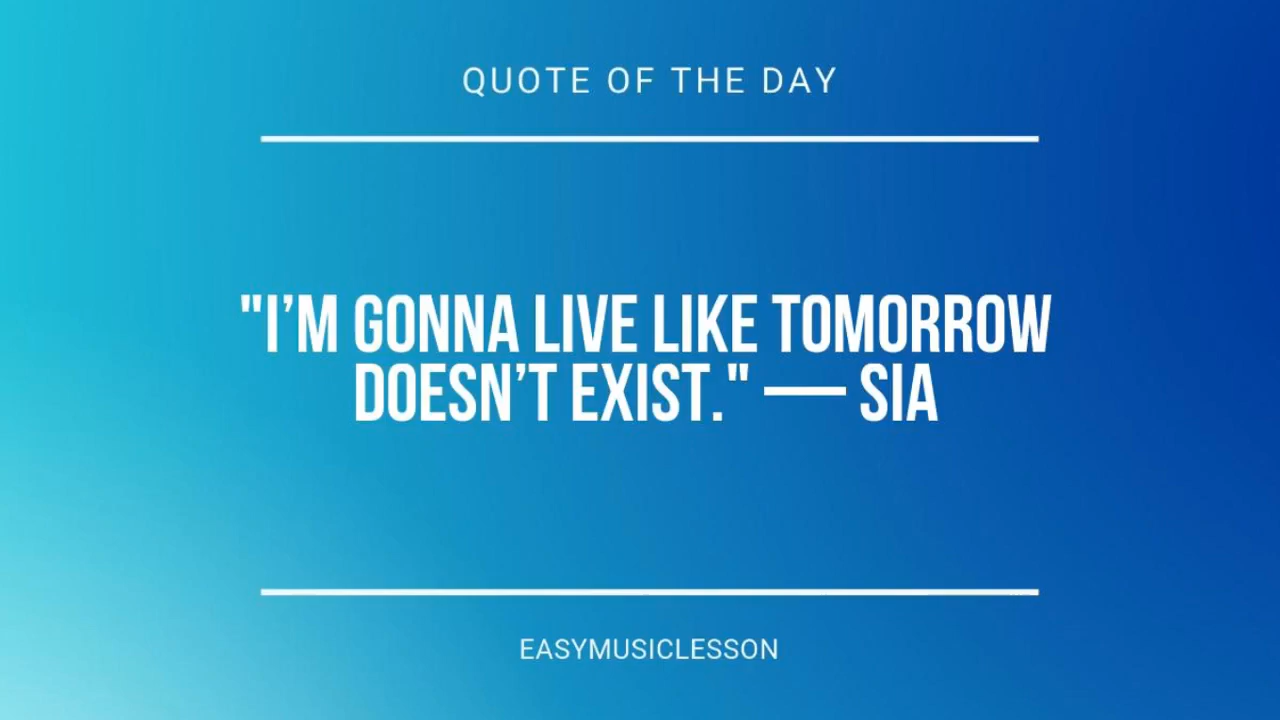 QUOTE OF THE DAY
"I’M GONNA LIVE LIKE TOMORROW
DOESN’T EXIST." — SIA
EASYMUSICLESSON